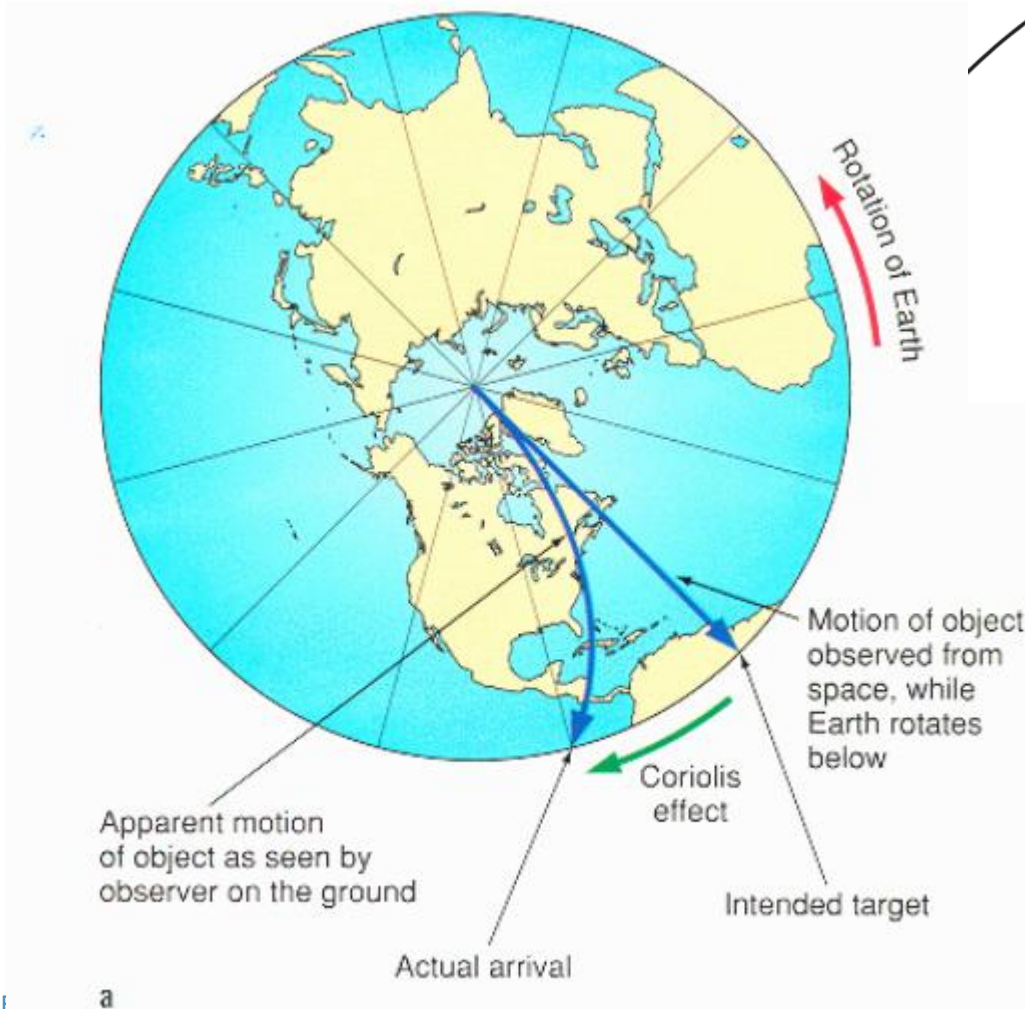 Rotation of Earth
Motion of object
observed from
space, while
Earth rotates
below
Coriolis
effect
Apparent motion
of object as seen by
observer on the ground
Intended target
Actual arrival
a